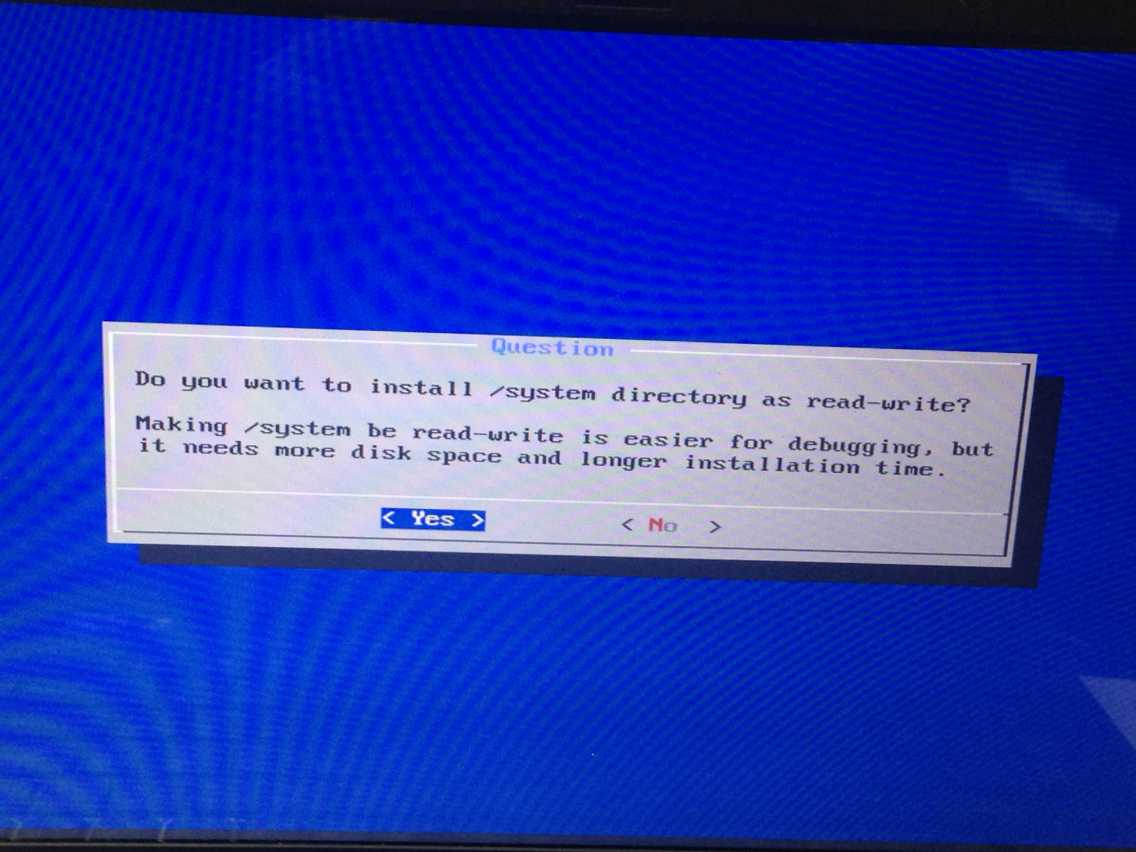 Question
Do you want to install /system directory as read-write?
Making /system be read-write is easier for debugging, but
it needs more disk space and longer installation time.
< Yes > < No >